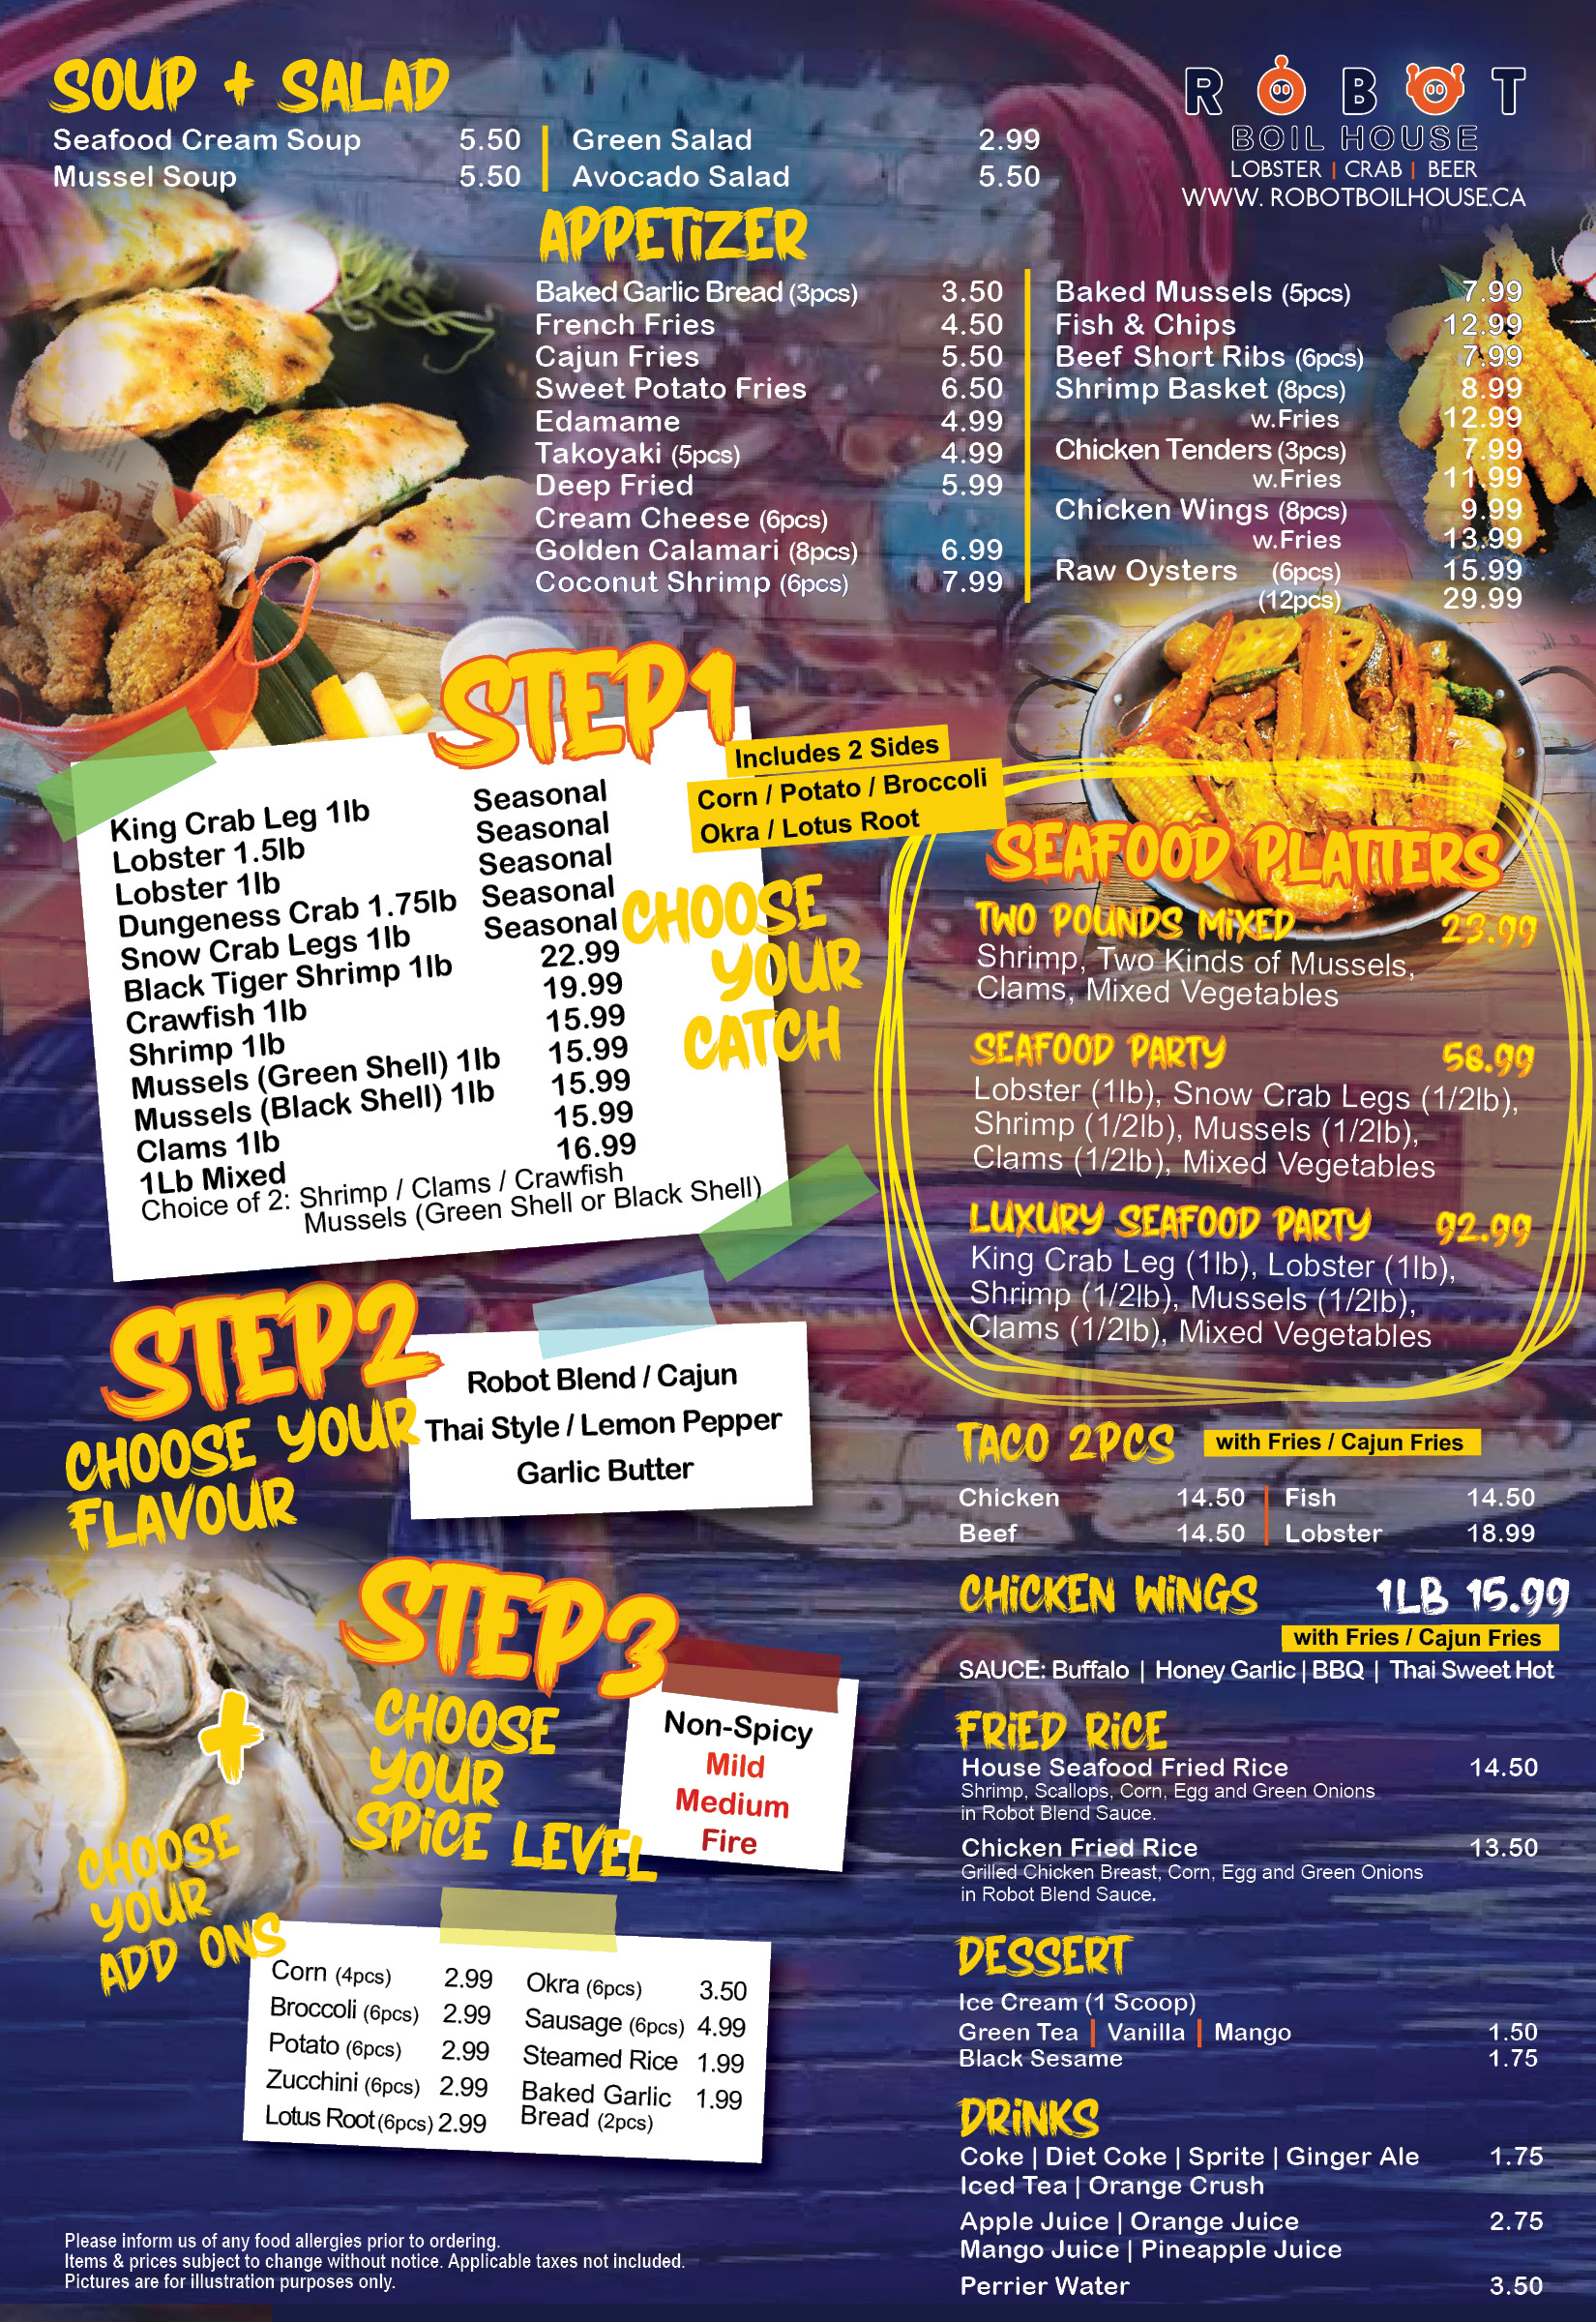 SOUP + SALAD
Seafood Cream Soup 5.50
Mussel Soup 5.50
Green Salad 2.99
Avocado Salad 5.50
ROBOT
BOIL HOUSE
LOBSTER | CRAB | BEER
WWW. ROBOTBOILHOUSE.CA
APPETiZER
Baked Garlic Bread (3pcs) 3.50
French Fries 4.50
Cajun Fries 5.50
Sweet Potato Fries 6.50
Edamame 4.99
Takoyaki (5pcs) 4.99
Deep Fried 5.99
Cream Cheese (6pcs)
Golden Calamari (8pcs) 6.99
Coconut Shrimp (6pcs) 7.99
Baked Mussels (5pcs) 7.99
Fish & Chips 12.99
Beef Short Ribs (6pcs) 7.99
Shrimp Basket (8pcs) 8.99
w.Fries 12.99
Chicken Tenders (3pcs) 7.99
w.Fries 11.99
Chicken Wings (8pcs) 9.99
w.Fries 13.99
Raw Oysters (6pcs) 15.99
(12pcs) 29.99
STEP1
Includes 2 Sides
Corn / Potato / Broccoli
Okra / Lotus Root
CHOOSE
YOUR
CATCH
King Crab Leg 1lb Seasonal
Lobster 1.5lb Seasonal
Lobster 1lb Seasonal
Dungeness Crab 1.75lb Seasonal
Snow Crab Legs 1lb Seasonal
Black Tiger Shrimp 1lb 22.99
Crawfish 1lb 19.99
Shrimp 1lb 15.99
Mussels (Green Shell) 1lb 15.99
Mussels (Black Shell) 1lb 15.99
Clams 1lb 15.99
1Lb Mixed 16.99
Choice of 2: Shrimp / Clams / Crawfish
Mussels (Green Shell or Black Shell)
SEAFOOD PLATTERS
TWO POUNDS MiXED 23.99
Shrimp, Two Kinds of Mussels,
Clams, Mixed Vegetables
SEAFOOD PARTY 58.99
Lobster (1lb), Snow Crab Legs (1/2lb),
Shrimp (1/2lb), Mussels (1/2lb),
Clams (1/2lb), Mixed Vegetables
LUXURY SEAFOOD PARTY 92.99
King Crab Leg (1lb), Lobster (1lb),
Shrimp (1/2lb), Mussels (1/2lb),
Clams (1/2lb), Mixed Vegetables
STEP2
CHOOSE YOUR
FLAVOUR
Robot Blend / Cajun
Thai Style / Lemon Pepper
Garlic Butter
STEP3
CHOOSE
YOUR
SPiCE LEVEL
Non-Spicy
Mild
Medium
Fire
+
CHOOSE
YOUR
ADD ONS
Corn (4pcs) 2.99
Broccoli (6pcs) 2.99
Potato (6pcs) 2.99
Zucchini (6pcs) 2.99
Lotus Root (6pcs) 2.99
Okra (6pcs) 3.50
Sausage (6pcs) 4.99
Steamed Rice 1.99
Baked Garlic 1.99
Bread (2pcs)
TACO 2PCS
with Fries / Cajun Fries
Chicken 14.50
Beef 14.50
Fish 14.50
Lobster 18.99
CHiCKEN WiNGS 1LB 15.99
with Fries / Cajun Fries
SAUCE: Buffalo | Honey Garlic | BBQ | Thai Sweet Hot
FRiED RiCE
House Seafood Fried Rice 14.50
Shrimp, Scallops, Corn, Egg and Green Onions
in Robot Blend Sauce.
Chicken Fried Rice 13.50
Grilled Chicken Breast, Corn, Egg and Green Onions
in Robot Blend Sauce.
DESSERT
Ice Cream (1 Scoop)
Green Tea | Vanilla | Mango 1.50
Black Sesame 1.75
DRiNKS
Coke | Diet Coke | Sprite | Ginger Ale 1.75
Iced Tea | Orange Crush
Apple Juice | Orange Juice 2.75
Mango Juice | Pineapple Juice
Perrier Water 3.50
Please inform us of any food allergies prior to ordering.
Items & prices subject to change without notice. Applicable taxes not included.
Pictures are for illustration purposes only.